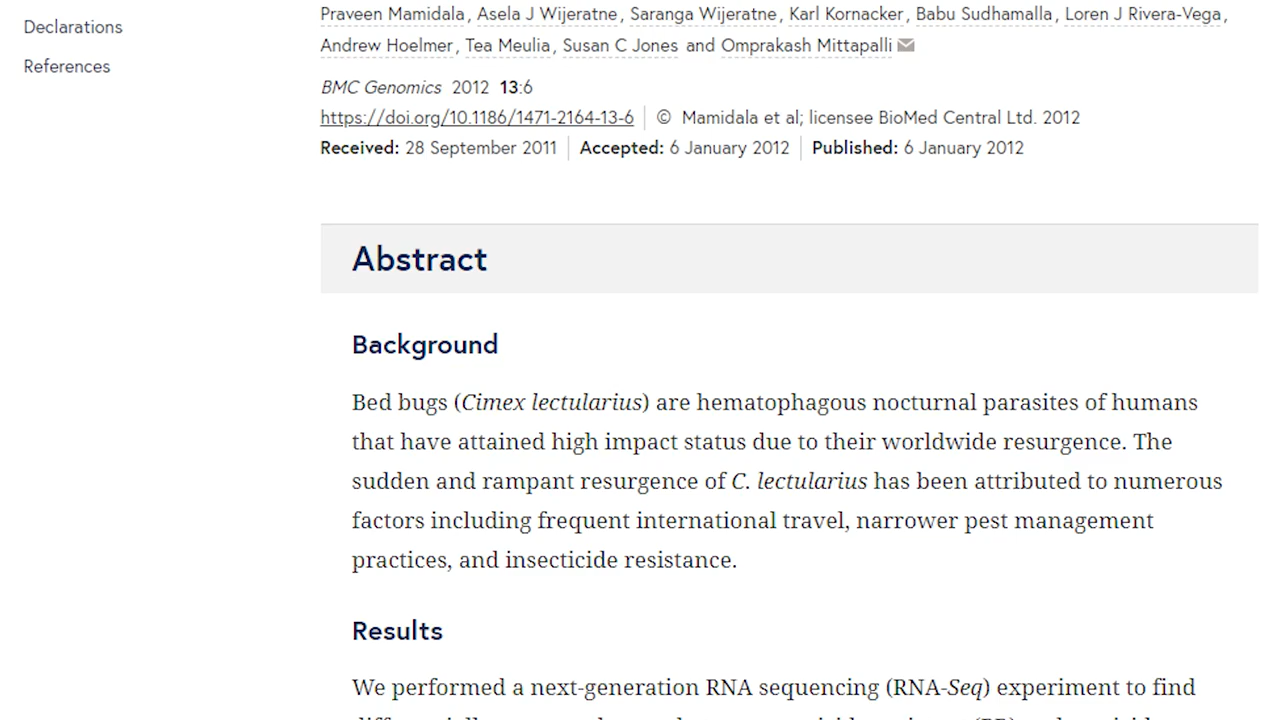 Declarations
References
Praveen Mamidala, Asela J Wijeratne, Saranga Wijeratne, Karl Kornacker, Babu Sudhamalla, Loren J Rivera-Vega,
Andrew Hoelmer, Tea Meulia, Susan C Jones and Omprakash Mittapalli
BMC Genomics 2012 13:6
https://doi.org/10.1186/1471-2164-13-6 © Mamidala et al; licensee BioMed Central Ltd. 2012
Received: 28 September 2011 Accepted: 6 January 2012 Published: 6 January 2012
Abstract
Background
Bed bugs (Cimex lectularius) are hematophagous nocturnal parasites of humans
that have attained high impact status due to their worldwide resurgence. The
sudden and rampant resurgence of C. lectularius has been attributed to numerous
factors including frequent international travel, narrower pest management
practices, and insecticide resistance.
Results
We performed a next-generation RNA sequencing (RNA-Seq) experiment to find